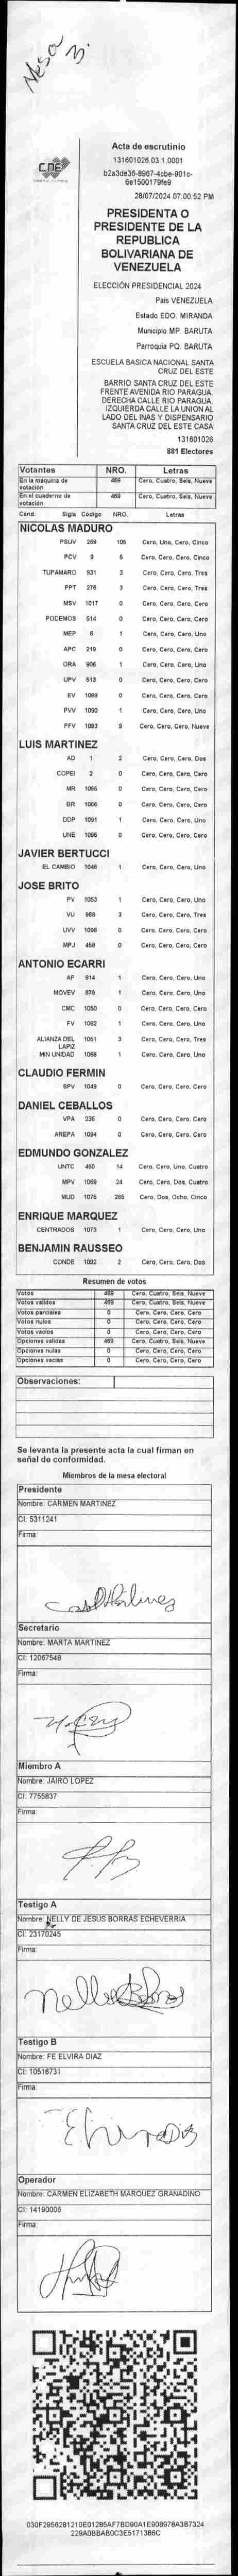 Mesa 3.
CNE
Acta de escrutinio
131601026.03.1.0001
b2a3de36-8967-4cbe-901c-
6e1500179fe9
28/07/2024 07:00:52 PM
PRESIDENTA O
PRESIDENTE DE LA
REPUBLICA
BOLIVARIANA DE
VENEZUELA
ELECCIÓN PRESIDENCIAL 2024
Pais VENEZUELA
Estado EDO. MIRANDA
Municipio MP. BARUTA
Parroquia PQ. BARUTA
ESCUELA BASICA NACIONAL SANTA
CRUZ DEL ESTE
BARRIO SANTA CRUZ DEL ESTE
FRENTE AVENIDA RIO PARAGUA.
DERECHA CALLE RIO PARAGUA.
IZQUIERDA CALLE LA UNION AL
LADO DEL INAS Y DISPENSARIO
SANTA CRUZ DEL ESTE CASA
131601026
881 Electores
Votantes NRO. Letras
En la máquina de votación 469 Cero, Cuatro, Seis, Nueve
En el cuaderno de votación 469 Cero, Cuatro, Seis, Nueve
Cand. Sigla Código NRO. Letras
NICOLAS MADURO
PSUV 269 105 Cero, Uno, Cero, Cinco
PCV 9 5 Cero, Cero, Cero, Cinco
TUPAMARO 931 3 Cero, Cero, Cero, Tres
PPT 276 3 Cero, Cero, Cero, Tres
MSV 1017 0 Cero, Cero, Cero, Cero
PODEMOS 514 0 Cero, Cero, Cero, Cero
MEP 6 1 Cero, Cero, Cero, Uno
APC 219 0 Cero, Cero, Cero, Cero
ORA 906 1 Cero, Cero, Cero, Uno
UPV 513 0 Cero, Cero, Cero, Cero
EV 1089 0 Cero, Cero, Cero, Cero
PVV 1090 1 Cero, Cero, Cero, Uno
PFV 1093 9 Cero, Cero, Cero, Nueve
LUIS MARTINEZ
AD 1 2 Cero, Cero, Cero, Dos
COPEI 2 0 Cero, Cero, Cero, Cero
MR 1065 0 Cero, Cero, Cero, Cero
BR 1066 0 Cero, Cero, Cero, Cero
DDP 1091 1 Cero, Cero, Cero, Uno
UNE 1095 0 Cero, Cero, Cero, Cero
JAVIER BERTUCCI
EL CAMBIO 1046 1 Cero, Cero, Cero, Uno
JOSE BRITO
PV 1053 1 Cero, Cero, Cero, Uno
VU 988 3 Cero, Cero, Cero, Tres
UVV 1096 0 Cero, Cero, Cero, Cero
MPJ 458 0 Cero, Cero, Cero, Cero
ANTONIO ECARRI
AP 914 1 Cero, Cero, Cero, Uno
MOVEV 879 1 Cero, Cero, Cero, Uno
CMC 1050 0 Cero, Cero, Cero, Cero
FV 1062 1 Cero, Cero, Cero, Uno
ALIANZA DEL LAPIZ 1051 3 Cero, Cero, Cero, Tres
MIN UNIDAD 1069 1 Cero, Cero, Cero, Uno
CLAUDIO FERMIN
SPV 1049 0 Cero, Cero, Cero, Cero
DANIEL CEBALLOS
VPA 236 0 Cero, Cero, Cero, Cero
AREPA 1094 0 Cero, Cero, Cero, Cero
EDMUNDO GONZALEZ
UNTC 460 14 Cero, Cero, Uno, Cuatro
MPV 1069 24 Cero, Cero, Dos, Cuatro
MUD 1075 285 Cero, Dos, Ocho, Cinco
ENRIQUE MARQUEZ
CENTRADOS 1073 1 Cero, Cero, Cero, Uno
BENJAMIN RAUSSEO
CONDE 1092 2 Cero, Cero, Cero, Dos
Resumen de votos
Votos 469 Cero, Cuatro, Seis, Nueve
Votos validos 469 Cero, Cuatro, Seis, Nueve
Votos parciales 0 Cero, Cero, Cero, Cero
Votos nulos 0 Cero, Cero, Cero, Cero
Votos vacios 0 Cero, Cero, Cero, Cero
Opciones validas 469 Cero, Cuatro, Seis, Nueve
Opciones nulas 0 Cero, Cero, Cero, Cero
Opciones vacias 0 Cero, Cero, Cero, Cero
Observaciones:
Se levanta la presente acta la cual firman en
señal de conformidad.
Miembros de la mesa electoral
Presidente
Nombre: CARMEN MARTINEZ
CI: 5311241
Firma:
Secretario
Nombre: MARTA MARTINEZ
CI: 12067548
Firma:
Miembro A
Nombre: JAIRO LOPEZ
CI: 7755837
Firma:
Testigo A
Nombre: NELLY DE JESUS BORRAS ECHEVERRIA
CI: 23170245
Firma:
Testigo B
Nombre: FE ELVIRA DIAZ
CI: 10516731
Firma:
Operador
Nombre: CARMEN ELIZABETH MARQUEZ GRANADINO
CI: 14190006
Firma:
030F2956281210E01285AF7BD90A1E908978A3B7324
229A0BBAB0C3E5171386C